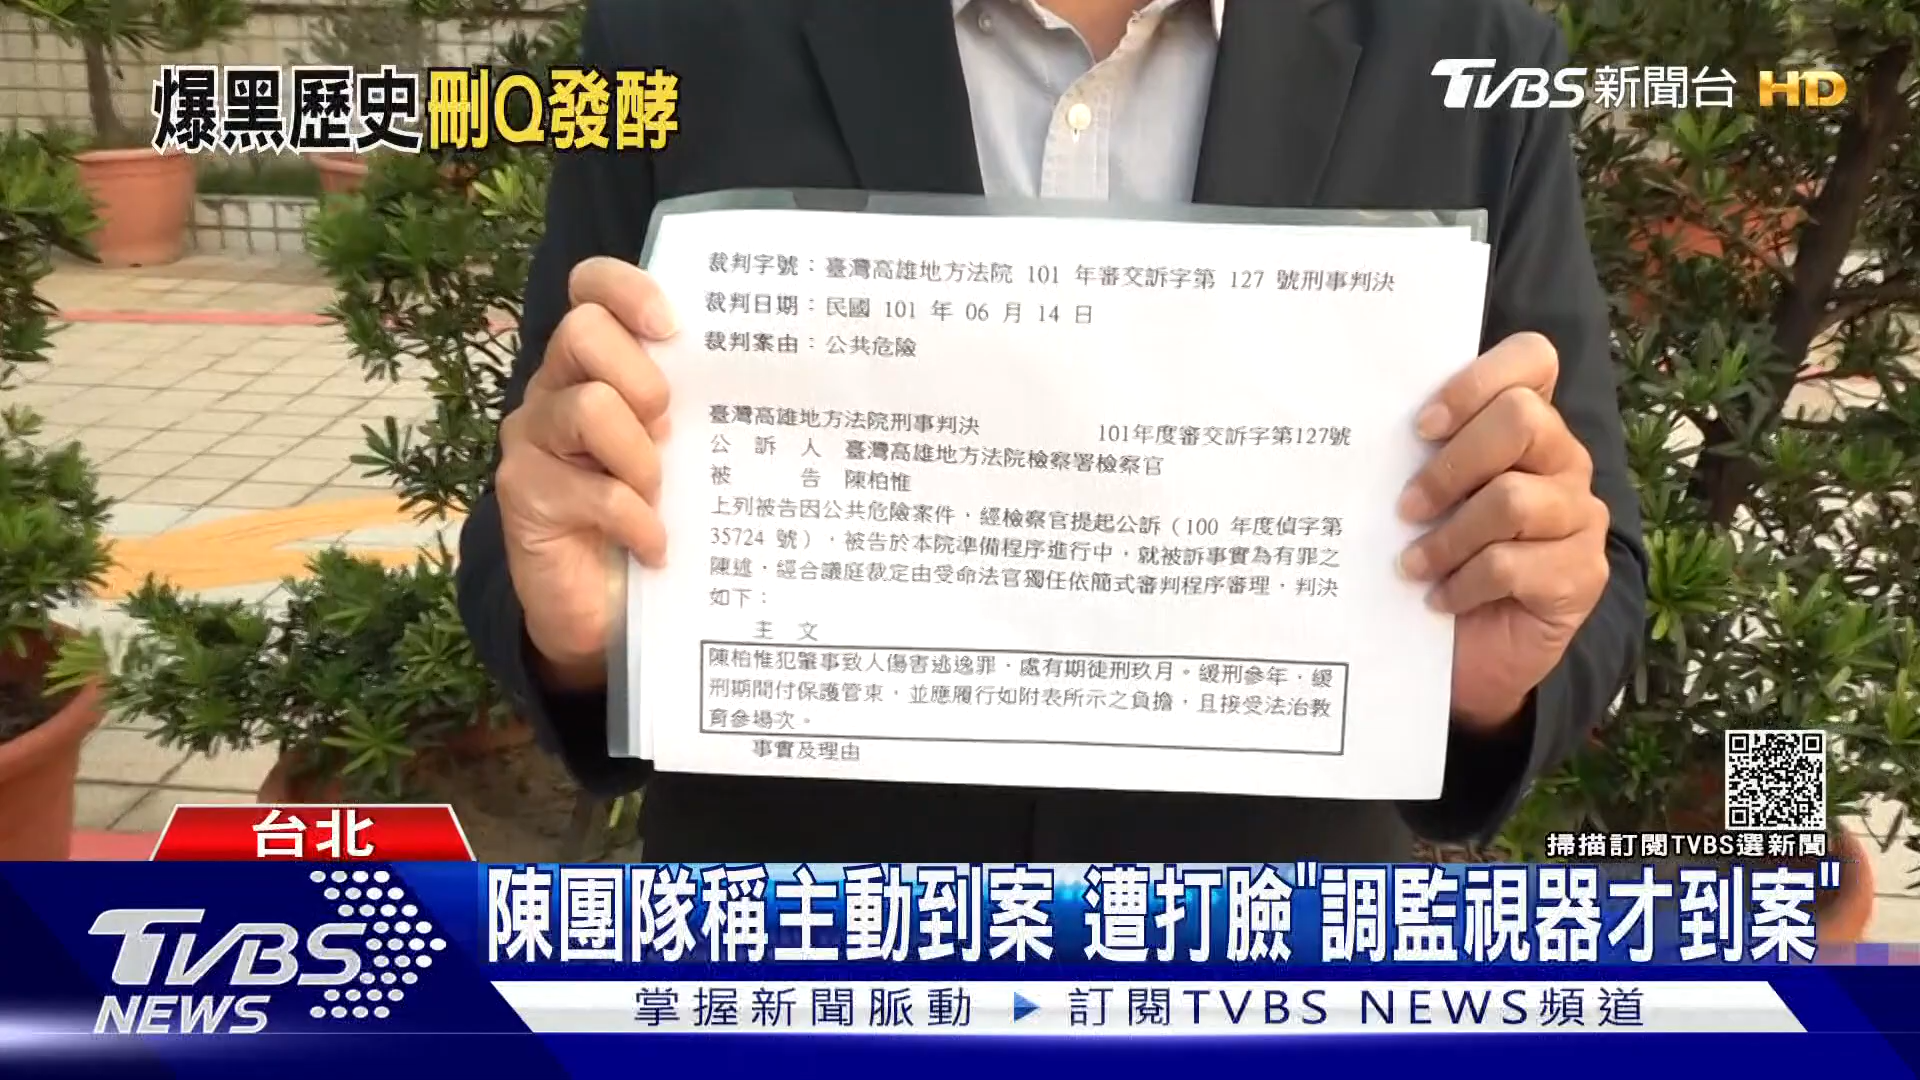 爆黑歷史刪Q發酵
TVBS新聞台 HD
裁判字號：臺灣高雄地方法院 101 年審交訴字第 127 號刑事判決
裁判日期：民國 101 年 06 月 14 日
裁判案由：公共危險
臺灣高雄地方法院刑事判決 101年度審交訴字第127號
公訴人 臺灣高雄地方法院檢察署檢察官
被告 陳柏惟
上列被告因公共危險案件，經檢察官提起公訴（100 年度偵字第
35724 號），被告於本院準備程序進行中，就被訴事實為有罪之
陳述，經合議庭裁定由受命法官獨任依簡式審判程序審理，判決
如下：
主文
陳柏惟犯肇事致人傷害逃逸罪，處有期徒刑玖月。緩刑參年，緩
刑期間付保護管束，並應履行如附表所示之負擔，且接受法治教
育參場次。
事實及理由
掃描訂閱TVBS選新聞
台北
陳團隊稱主動到案 遭打臉"調監視器才到案"
TVBS NEWS
掌握新聞脈動 ▶ 訂閱TVBS NEWS頻道